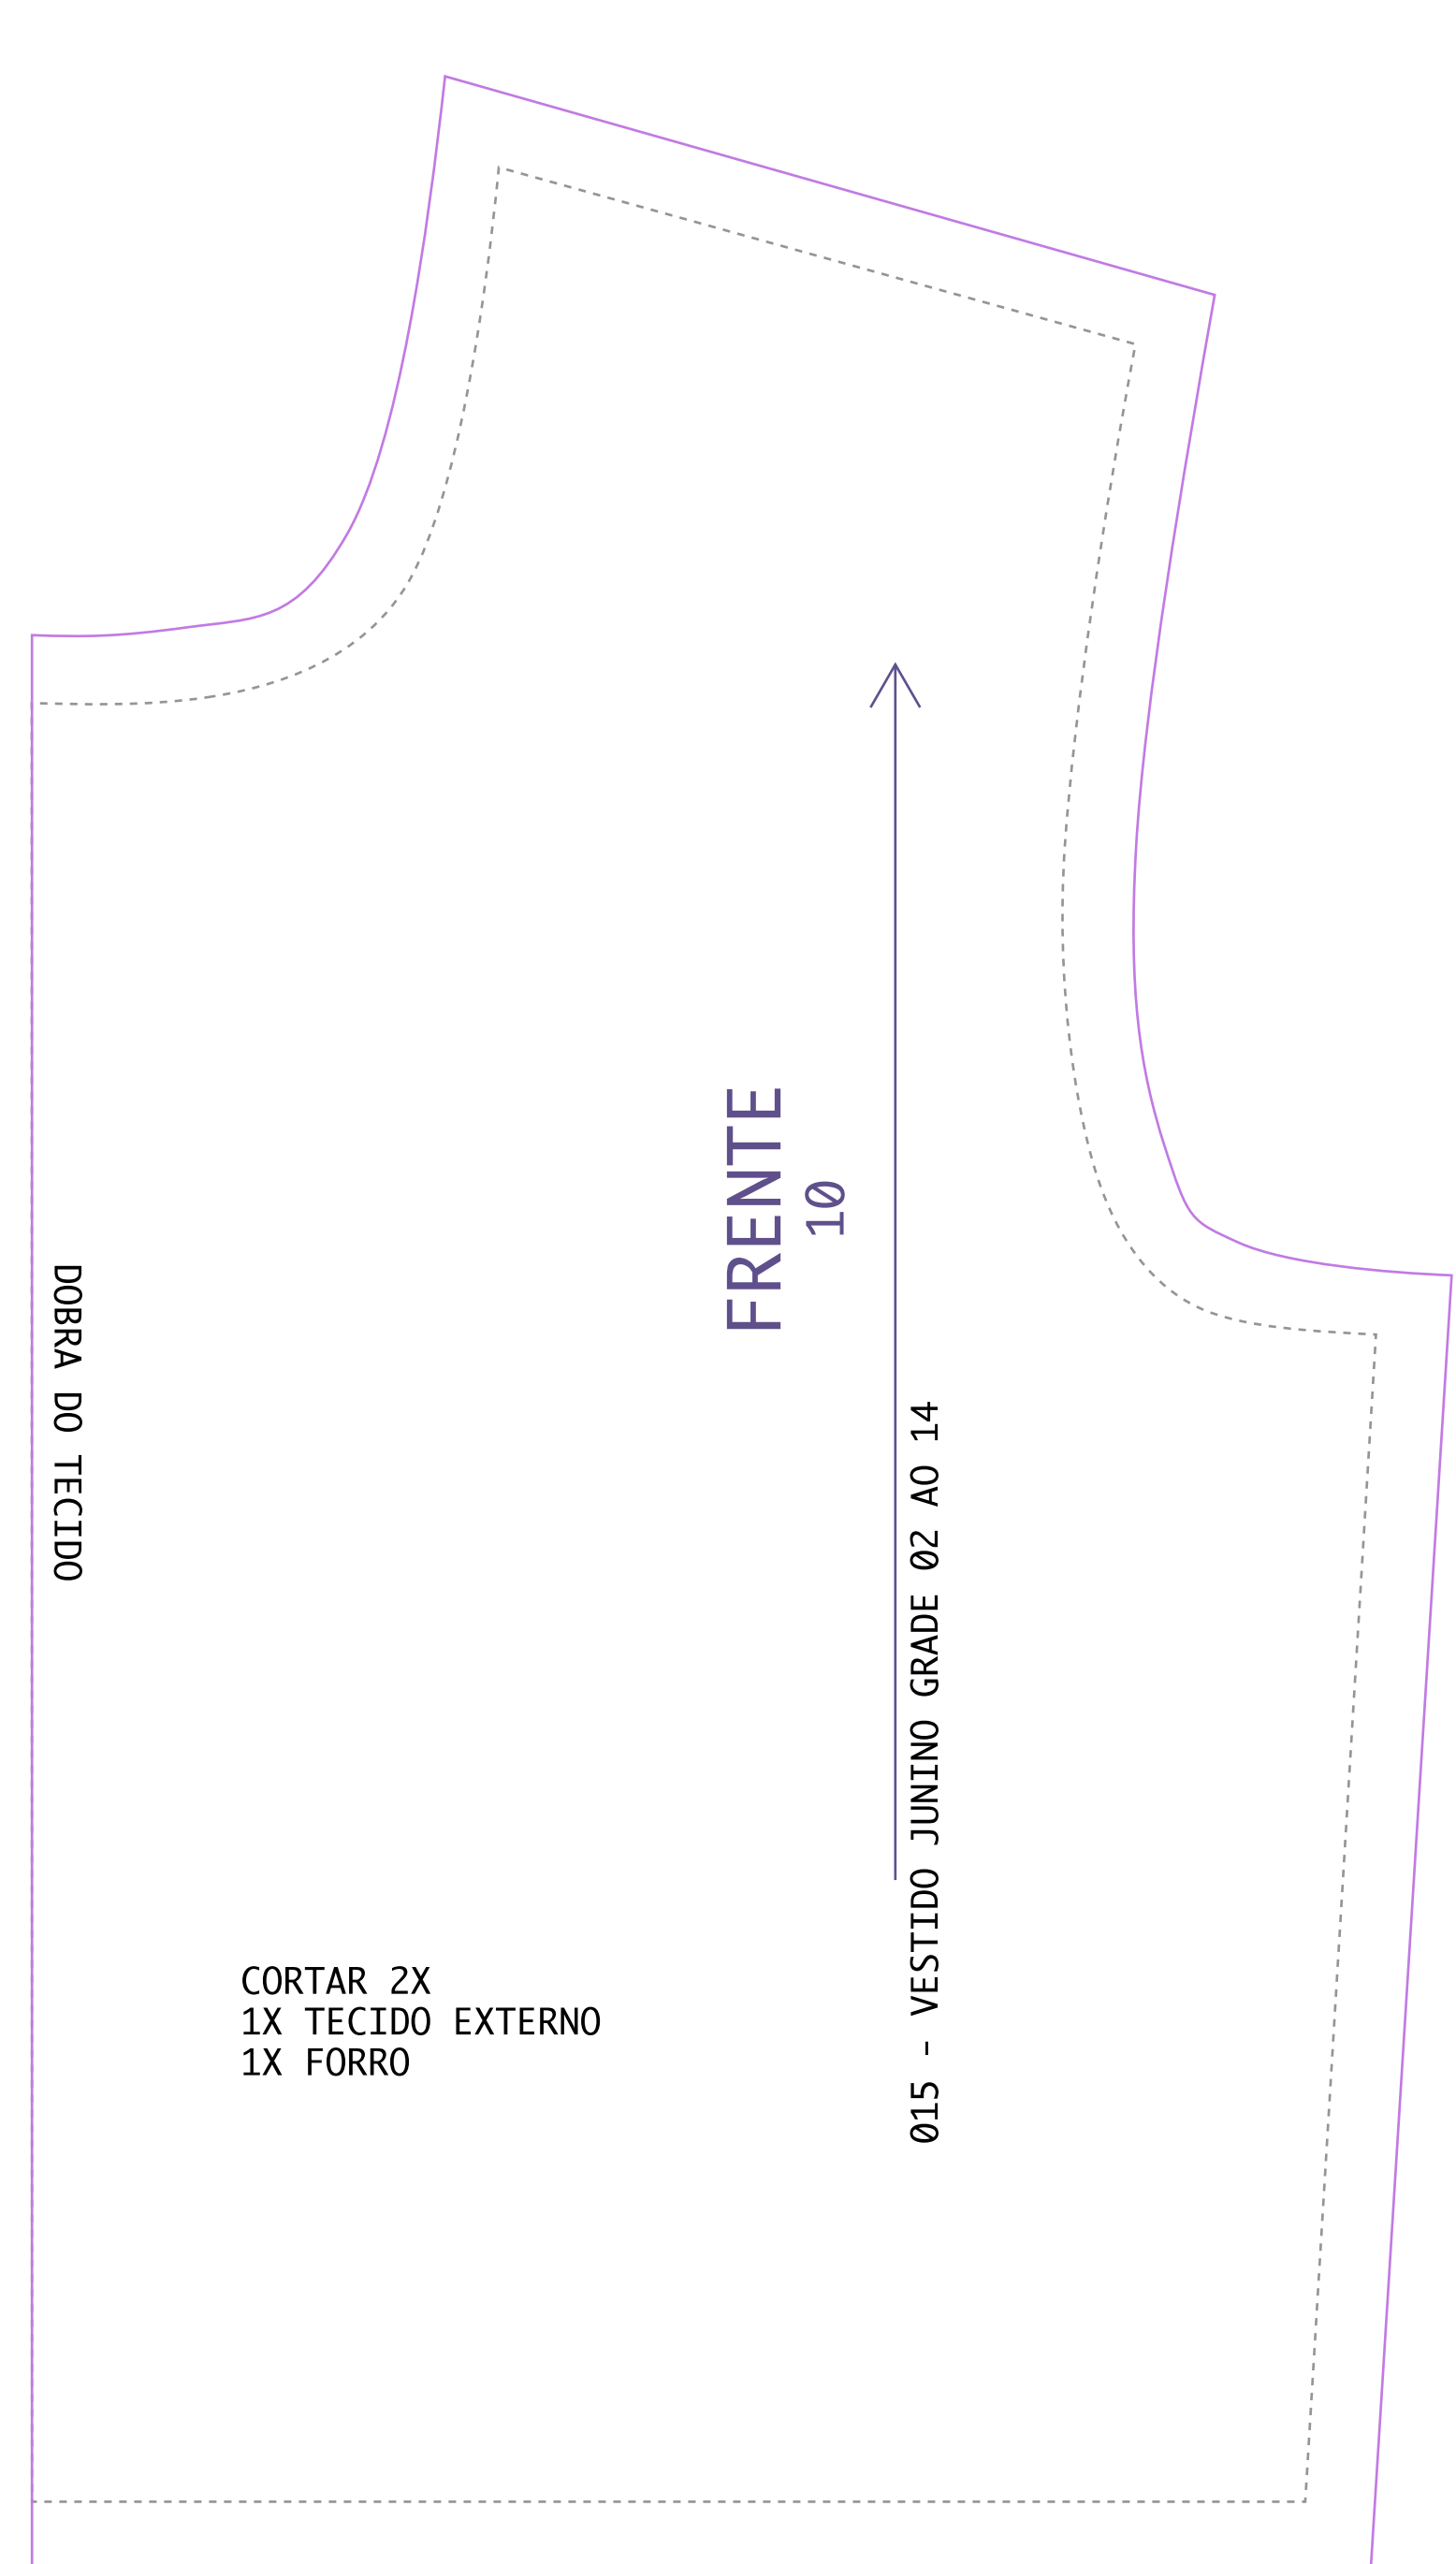 FRENTE
10
DOBRA DO TECIDO
015 - VESTIDO JUNINO GRADE 02 AO 14
CORTAR 2X
1X TECIDO EXTERNO
1X FORRO